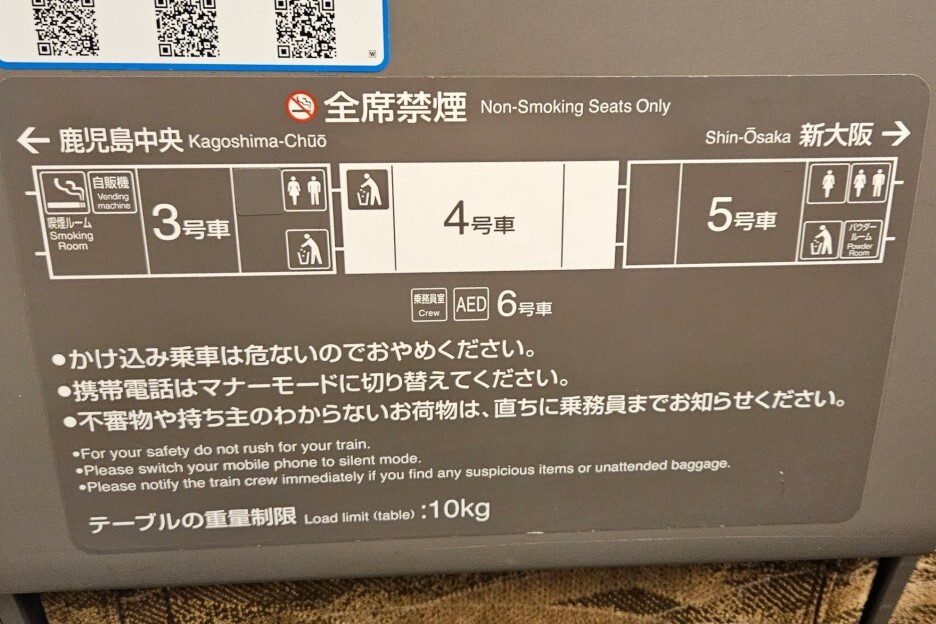 W
全席禁煙 Non-Smoking Seats Only
← 鹿児島中央 Kagoshima-Chūō
Shin-Ōsaka 新大阪 →
自販機
Vending
machine
喫煙ルーム
Smoking
Room
3号車
4号車
5号車
パウダー
ルーム
Powder
Room
乗務員室
Crew
AED
6号車
●かけ込み乗車は危ないのでおやめください。
●携帯電話はマナーモードに切り替えてください。
●不審物や持ち主のわからないお荷物は、直ちに乗務員までお知らせください。
●For your safety do not rush for your train.
●Please switch your mobile phone to silent mode.
●Please notify the train crew immediately if you find any suspicious items or unattended baggage.
テーブルの重量制限 Load limit (table) :10kg